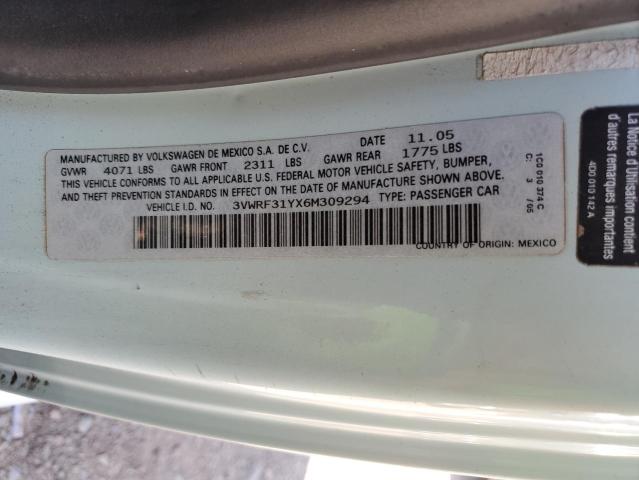 MANUFACTURED BY VOLKSWAGEN DE MEXICO S.A. DE C.V. DATE 11.05
GVWR 4071 LBS GAWR FRONT 2311 LBS GAWR REAR 1775 LBS
THIS VEHICLE CONFORMS TO ALL APPLICABLE U.S. FEDERAL MOTOR VEHICLE SAFETY, BUMPER,
AND THEFT PREVENTION STANDARDS IN EFFECT ON THE DATE OF MANUFACTURE SHOWN ABOVE.
VEHICLE I.D. NO. 3VWRF31YX6M309294 TYPE: PASSENGER CAR
COUNTRY OF ORIGIN: MEXICO
1C0 010 374 C
C: 3 /05
La Notice d'Utilisation contient
d'autres remarques importantes
4D0 010 142 A